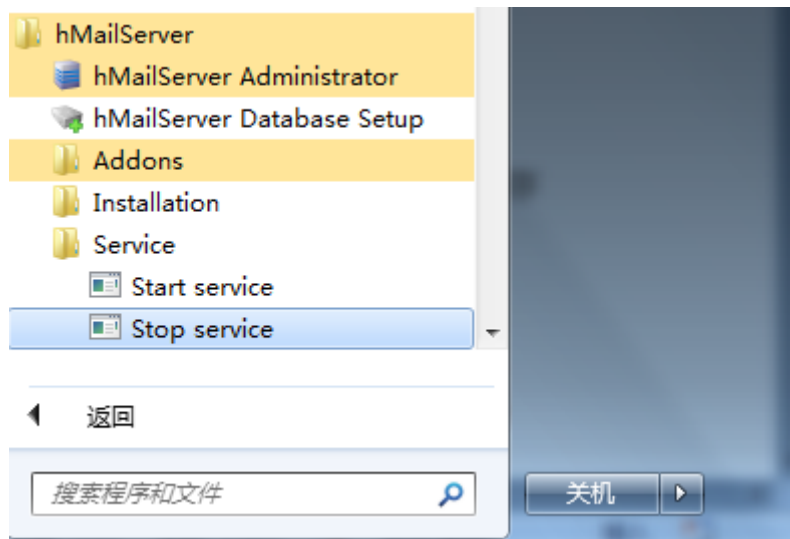 hMailServer
hMailServer Administrator
hMailServer Database Setup
Addons
Installation
Service
Start service
Stop service
返回
搜索程序和文件
关机